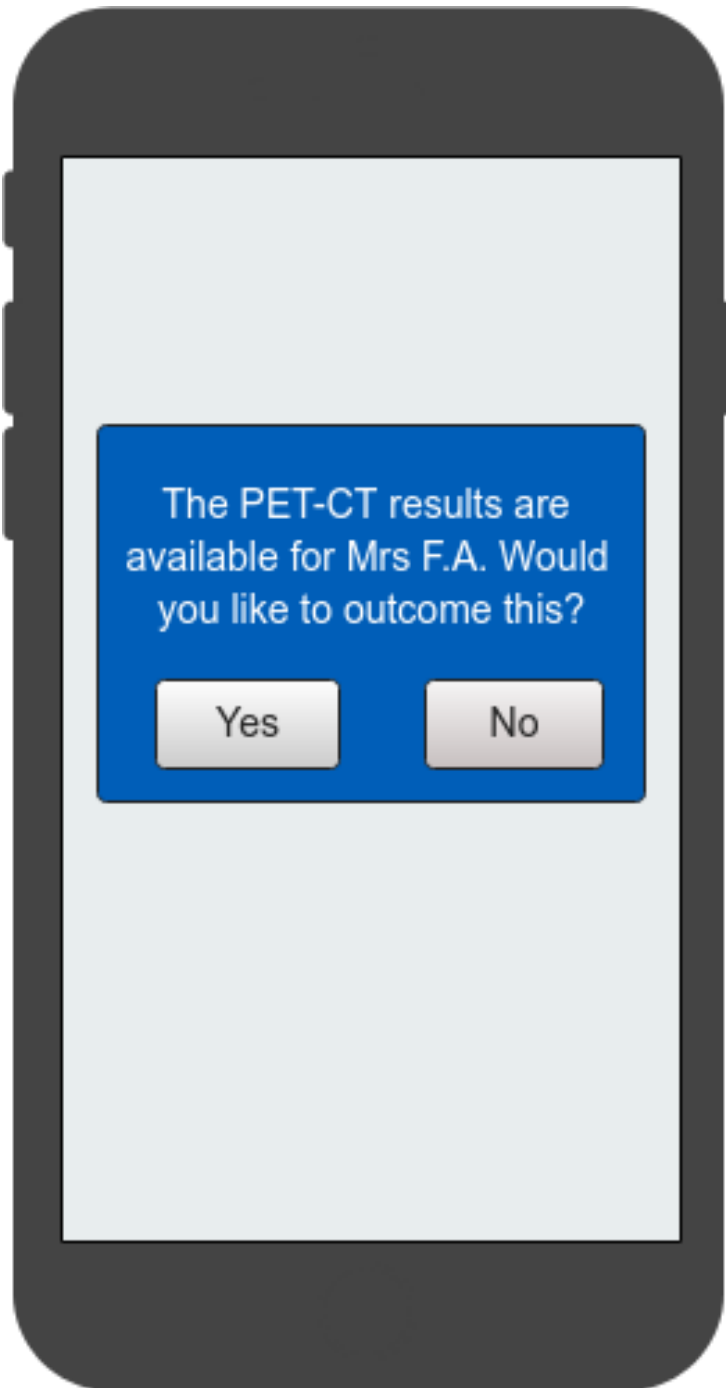 The PET-CT results are
available for Mrs F.A. Would
you like to outcome this?
Yes No